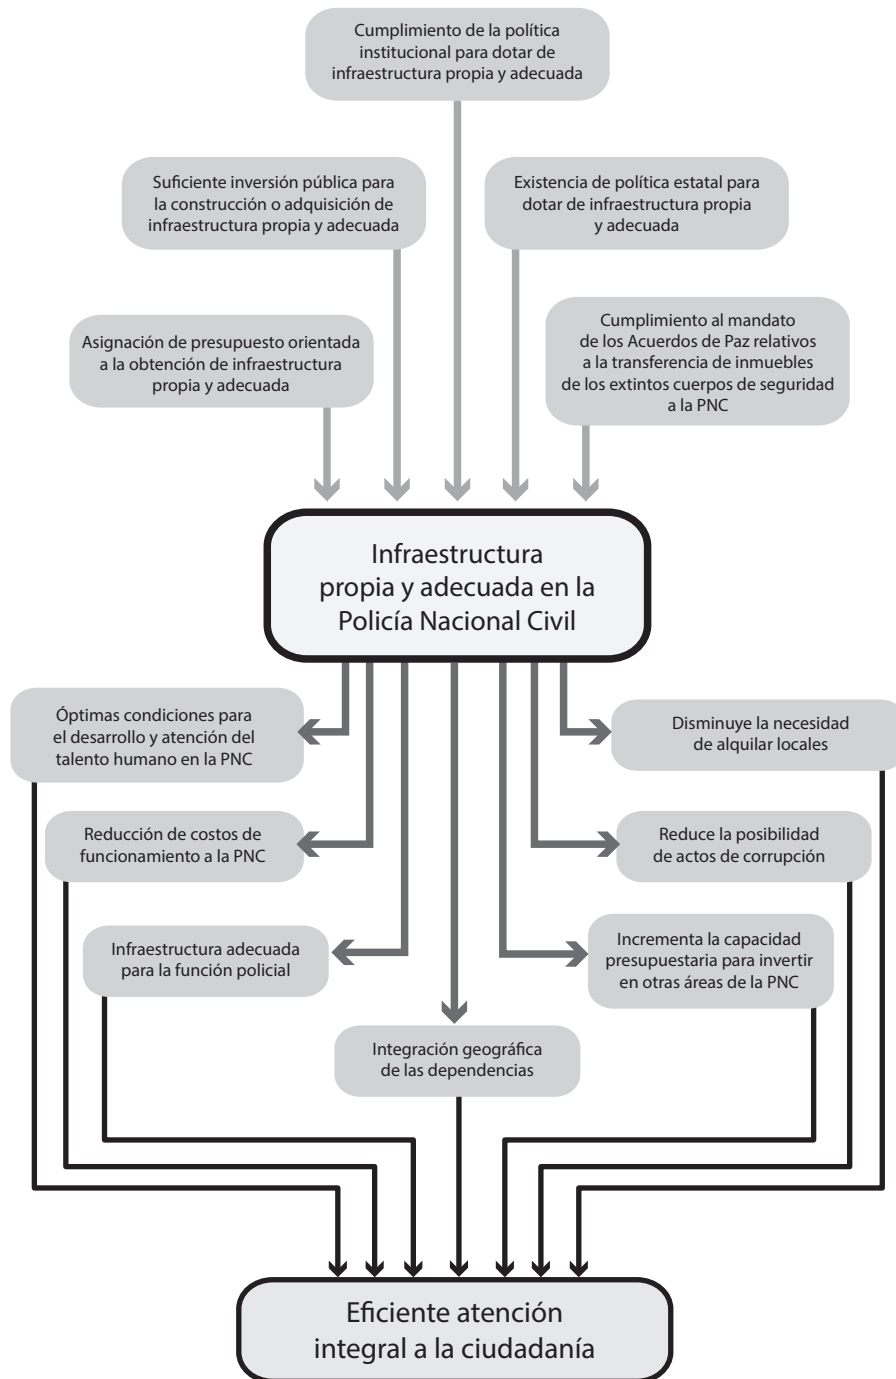 Cumplimiento de la política
institucional para dotar de
infraestructura propia y adecuada
Suficiente inversión pública para
la construcción o adquisición de
infraestructura propia y adecuada
Existencia de política estatal para
dotar de infraestructura propia
y adecuada
Asignación de presupuesto orientada
a la obtención de infraestructura
propia y adecuada
Cumplimiento al mandato
de los Acuerdos de Paz relativos
a la transferencia de inmuebles
de los extintos cuerpos de seguridad
a la PNC
Infraestructura
propia y adecuada en la
Policía Nacional Civil
Óptimas condiciones para
el desarrollo y atención del
talento humano en la PNC
Disminuye la necesidad
de alquilar locales
Reducción de costos de
funcionamiento a la PNC
Reduce la posibilidad
de actos de corrupción
Infraestructura adecuada
para la función policial
Incrementa la capacidad
presupuestaria para invertir
en otras áreas de la PNC
Integración geográfica
de las dependencias
Eficiente atención
integral a la ciudadanía